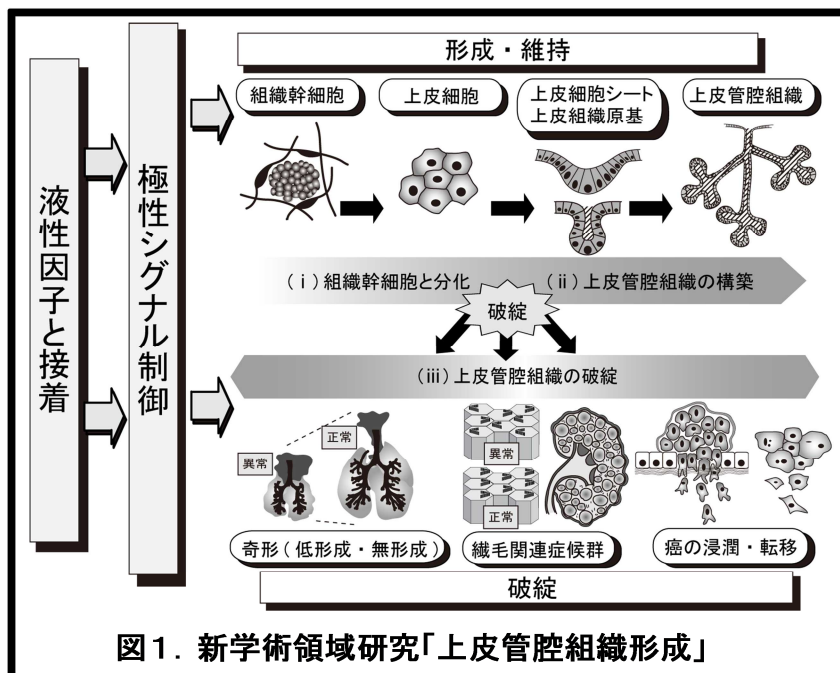 液性因子と接着
極性シグナル制御
形成・維持
組織幹細胞
上皮細胞
上皮細胞シート
上皮組織原基
上皮管腔組織
(ⅰ)組織幹細胞と分化
(ⅱ)上皮管腔組織の構築
破綻
(ⅲ)上皮管腔組織の破綻
正常
異常
異常
正常
奇形(低形成・無形成)
繊毛関連症候群
癌の浸潤・転移
破綻
図1. 新学術領域研究「上皮管腔組織形成」